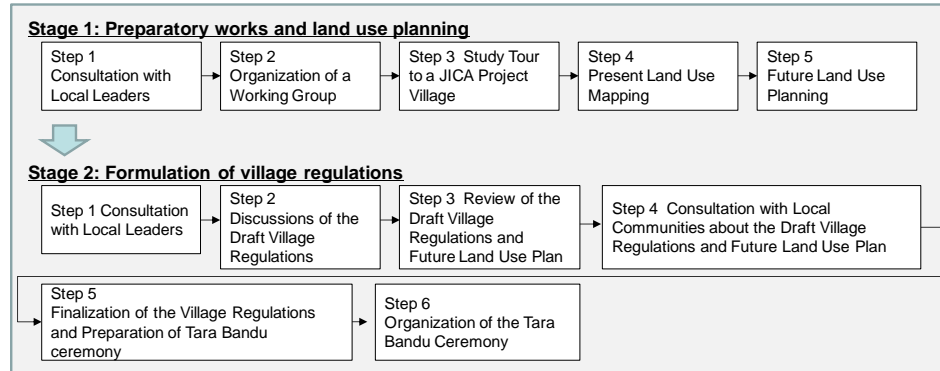 Stage 1: Preparatory works and land use planning
Step 1
Consultation with
Local Leaders
Step 2
Organization of a
Working Group
Step 3  Study Tour
to a JICA Project
Village
Step 4
Present Land Use
Mapping
Step 5
Future Land Use
Planning
Stage 2: Formulation of village regulations
Step 1 Consultation
with Local Leaders
Step 2
Discussions of the
Draft Village
Regulations
Step 3  Review of the
Draft Village
Regulations and
Future Land Use Plan
Step 4  Consultation with Local
Communities about the Draft Village
Regulations and Future Land Use Plan
Step 5
Finalization of the Village Regulations
and Preparation of Tara Bandu
ceremony
Step 6
Organization of the Tara
Bandu Ceremony